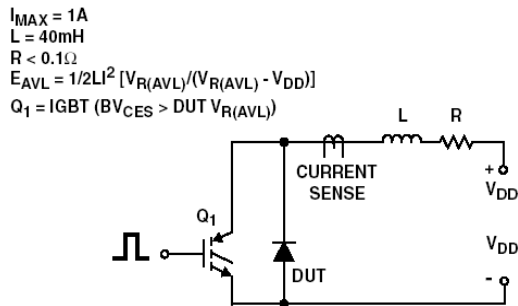 I_MAX = 1A
L = 40mH
R < 0.1Ω
E_AVL = 1/2LI² [V_R(AVL)/(V_R(AVL) - V_DD)]
Q₁ = IGBT (BV_CES > DUT V_R(AVL))
L R
CURRENT
SENSE
+
V_DD
Q₁
V_DD
DUT
-